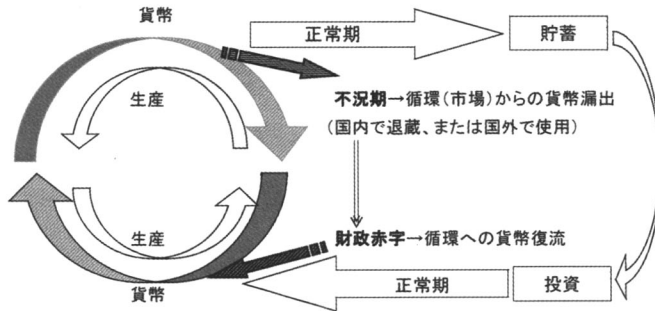 貨幣
正常期
貯蓄
生産
不況期→循環(市場)からの貨幣漏出
(国内で退蔵、または国外で使用)
生産
財政赤字→循環への貨幣復流
正常期
投資
貨幣